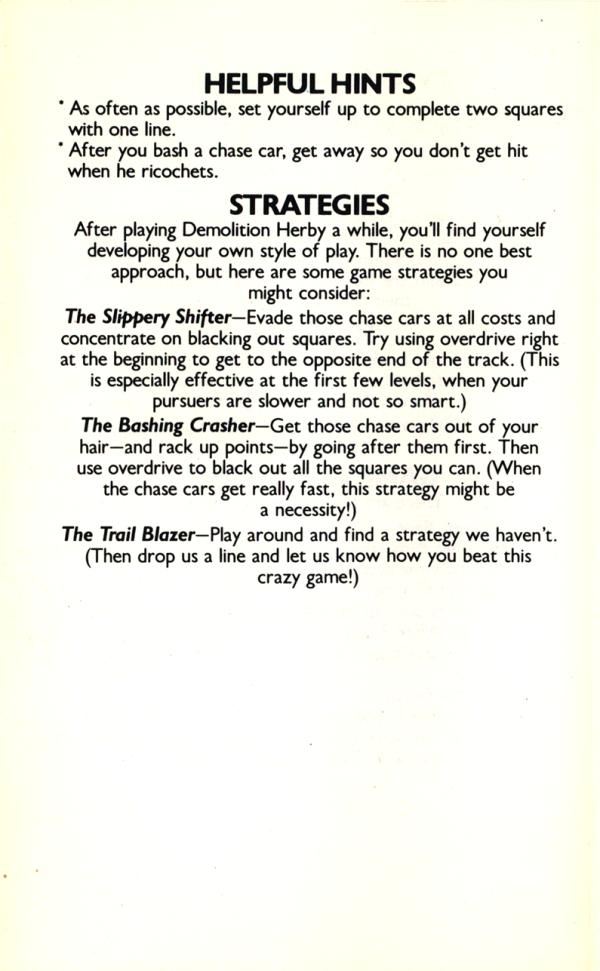 HELPFUL HINTS
* As often as possible, set yourself up to complete two squares
with one line.
* After you bash a chase car, get away so you don't get hit
when he ricochets.
STRATEGIES
After playing Demolition Herby a while, you'll find yourself
developing your own style of play. There is no one best
approach, but here are some game strategies you
might consider:
The Slippery Shifter—Evade those chase cars at all costs and
concentrate on blacking out squares. Try using overdrive right
at the beginning to get to the opposite end of the track. (This
is especially effective at the first few levels, when your
pursuers are slower and not so smart.)
The Bashing Crasher—Get those chase cars out of your
hair—and rack up points—by going after them first. Then
use overdrive to black out all the squares you can. (When
the chase cars get really fast, this strategy might be
a necessity!)
The Trail Blazer—Play around and find a strategy we haven't.
(Then drop us a line and let us know how you beat this
crazy game!)